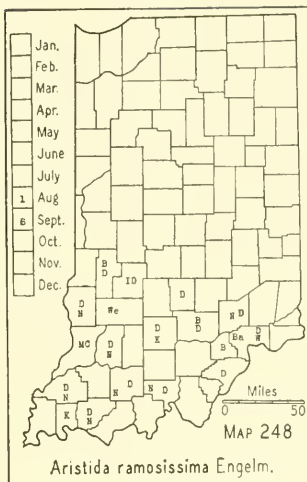 Jan.
Feb.
Mar.
Apr.
May
June
July
1 Aug
6 Sept.
Oct.
Nov.
Dec.
B
D
I D
D
N
We
D
D
K
B
D
N D
D
W
MC
D
N
B
Ba
D
D
N
N D
N D
K
D
N
Miles
0 50
MAP 248
Aristida ramosissima Engelm.